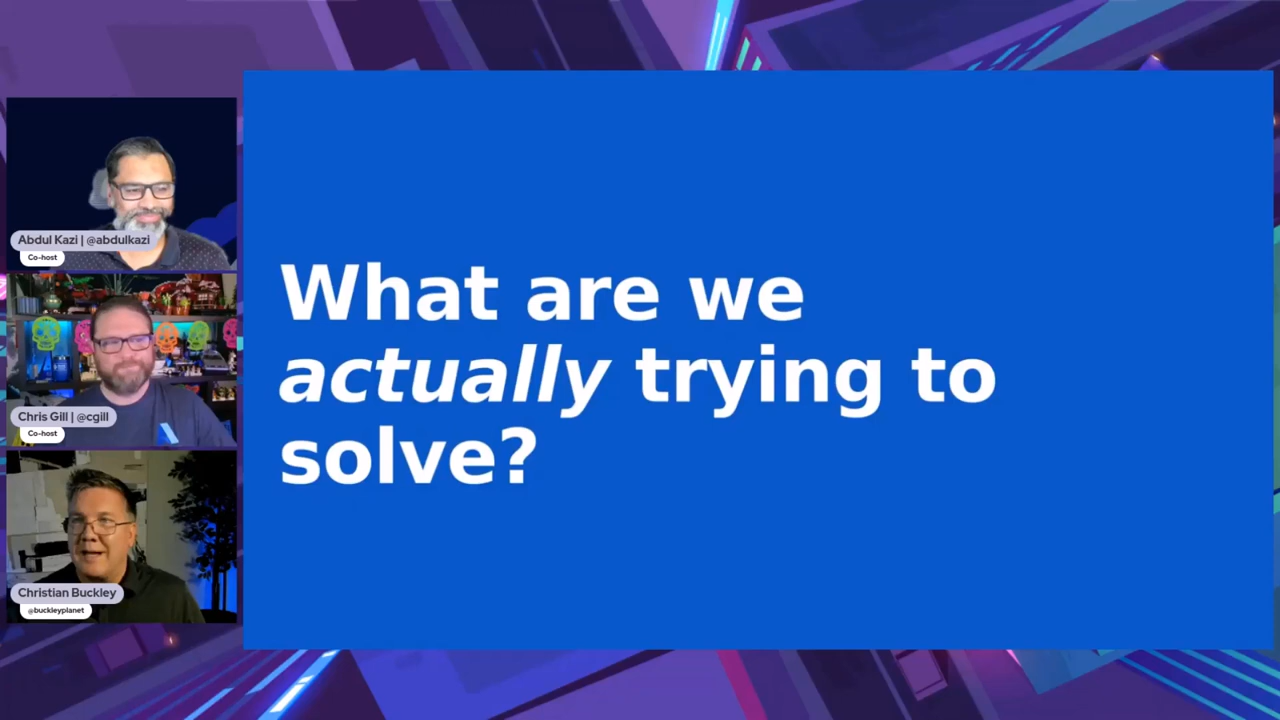 Abdul Kazi | @abdulkazi
Co-host
Chris Gill | @cgill
Co-host
Christian Buckley
@buckleyplanet
What are we
actually trying to
solve?